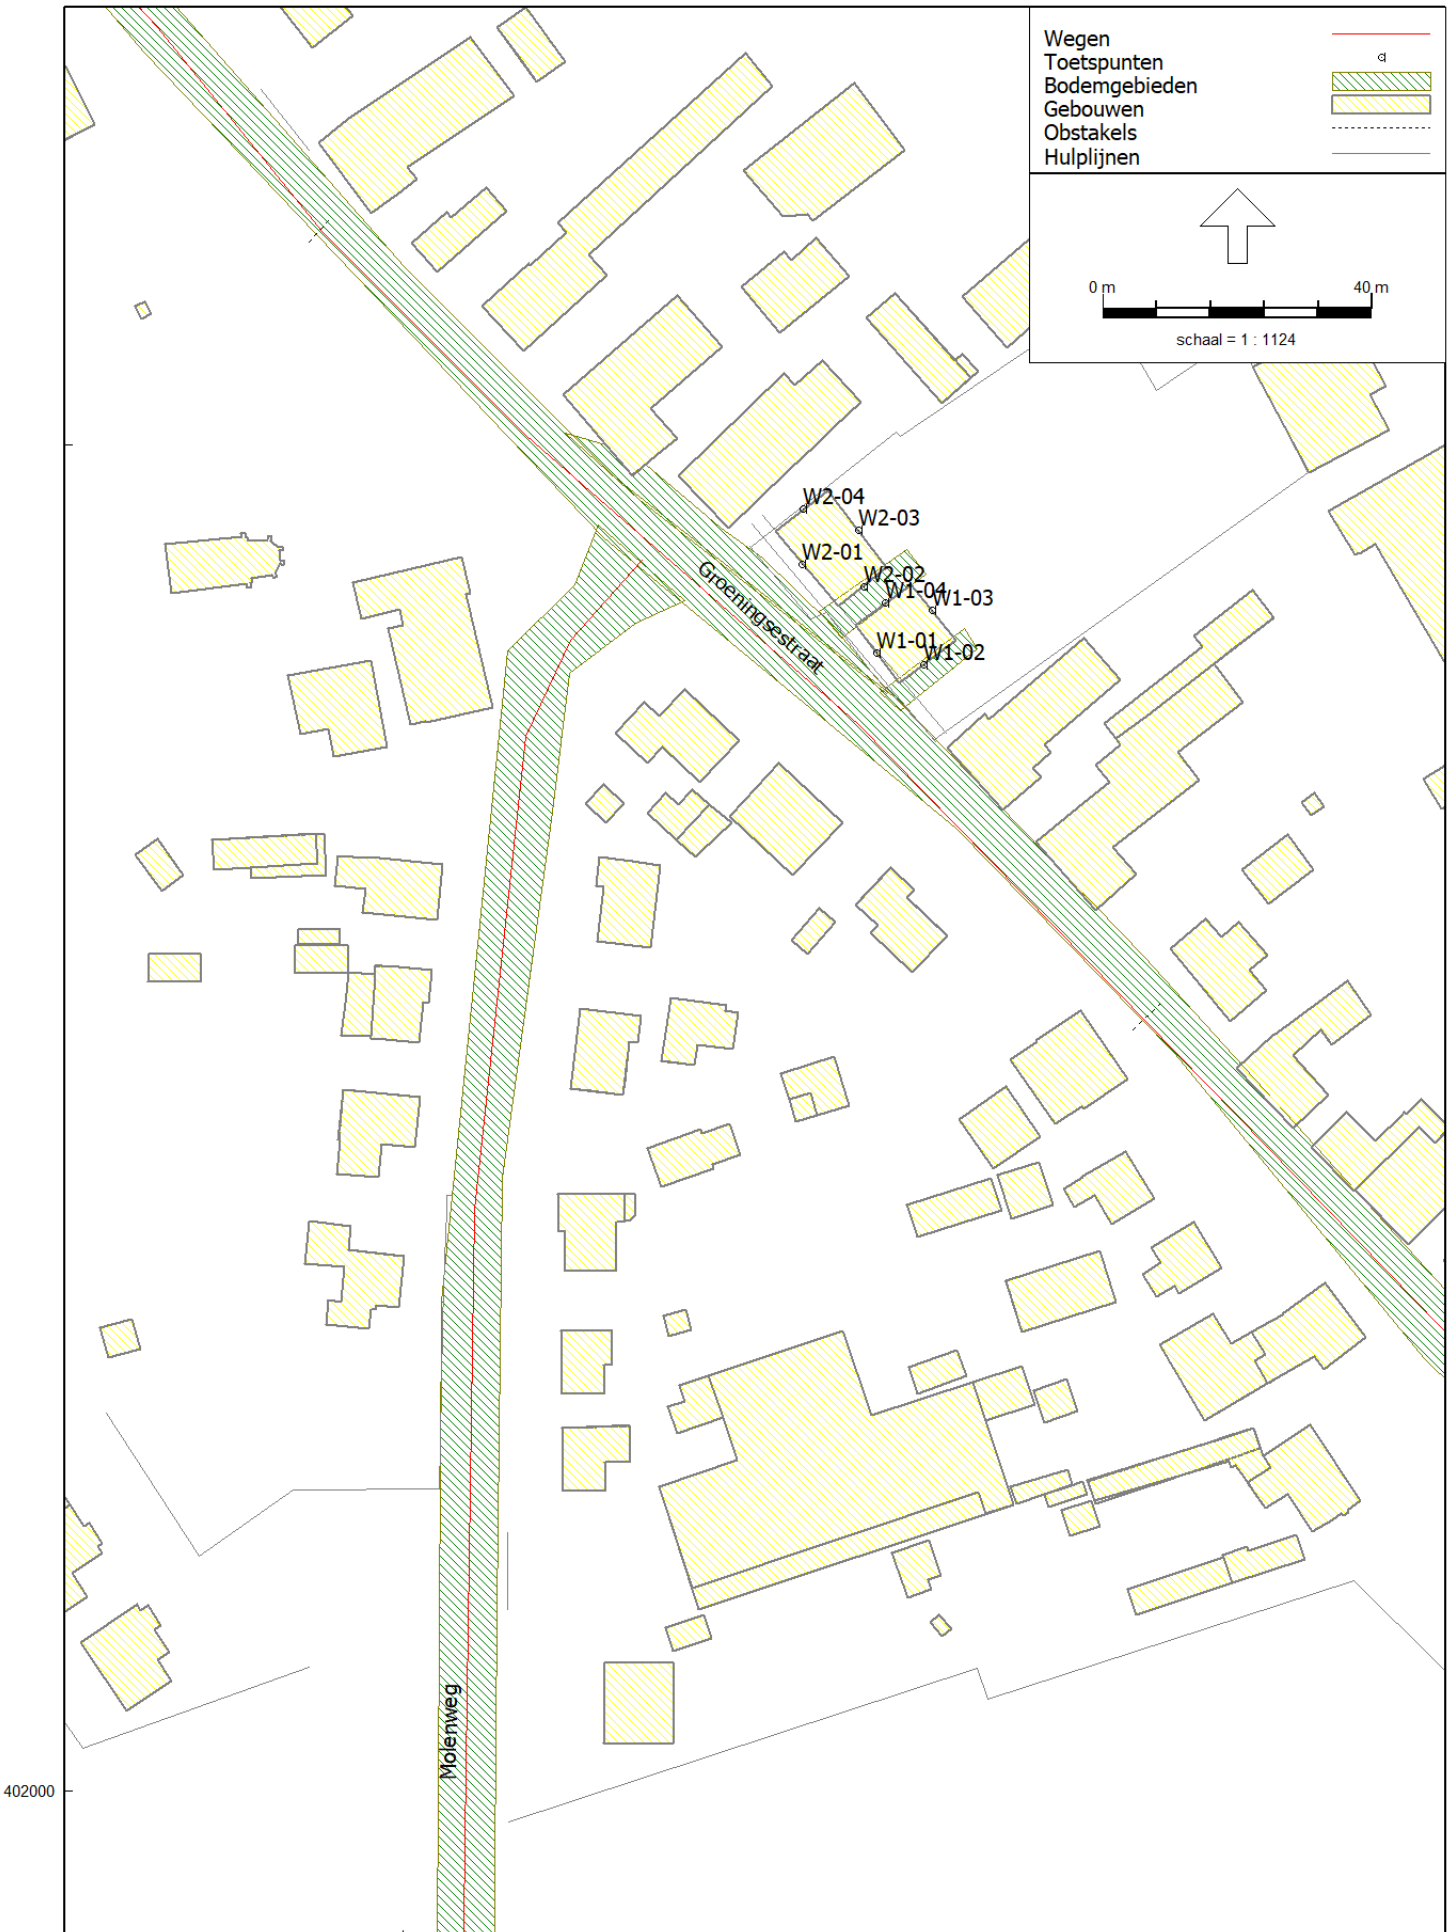 Wegen
Toetspunten
Bodemgebieden
Gebouwen
Obstakels
Hulplijnen
0 m 40 m
schaal = 1 : 1124
W2-04
W2-03
W2-01
W2-02
W1-04
W1-03
W1-01
W1-02
Groeningsestraat
Molenweg
402000